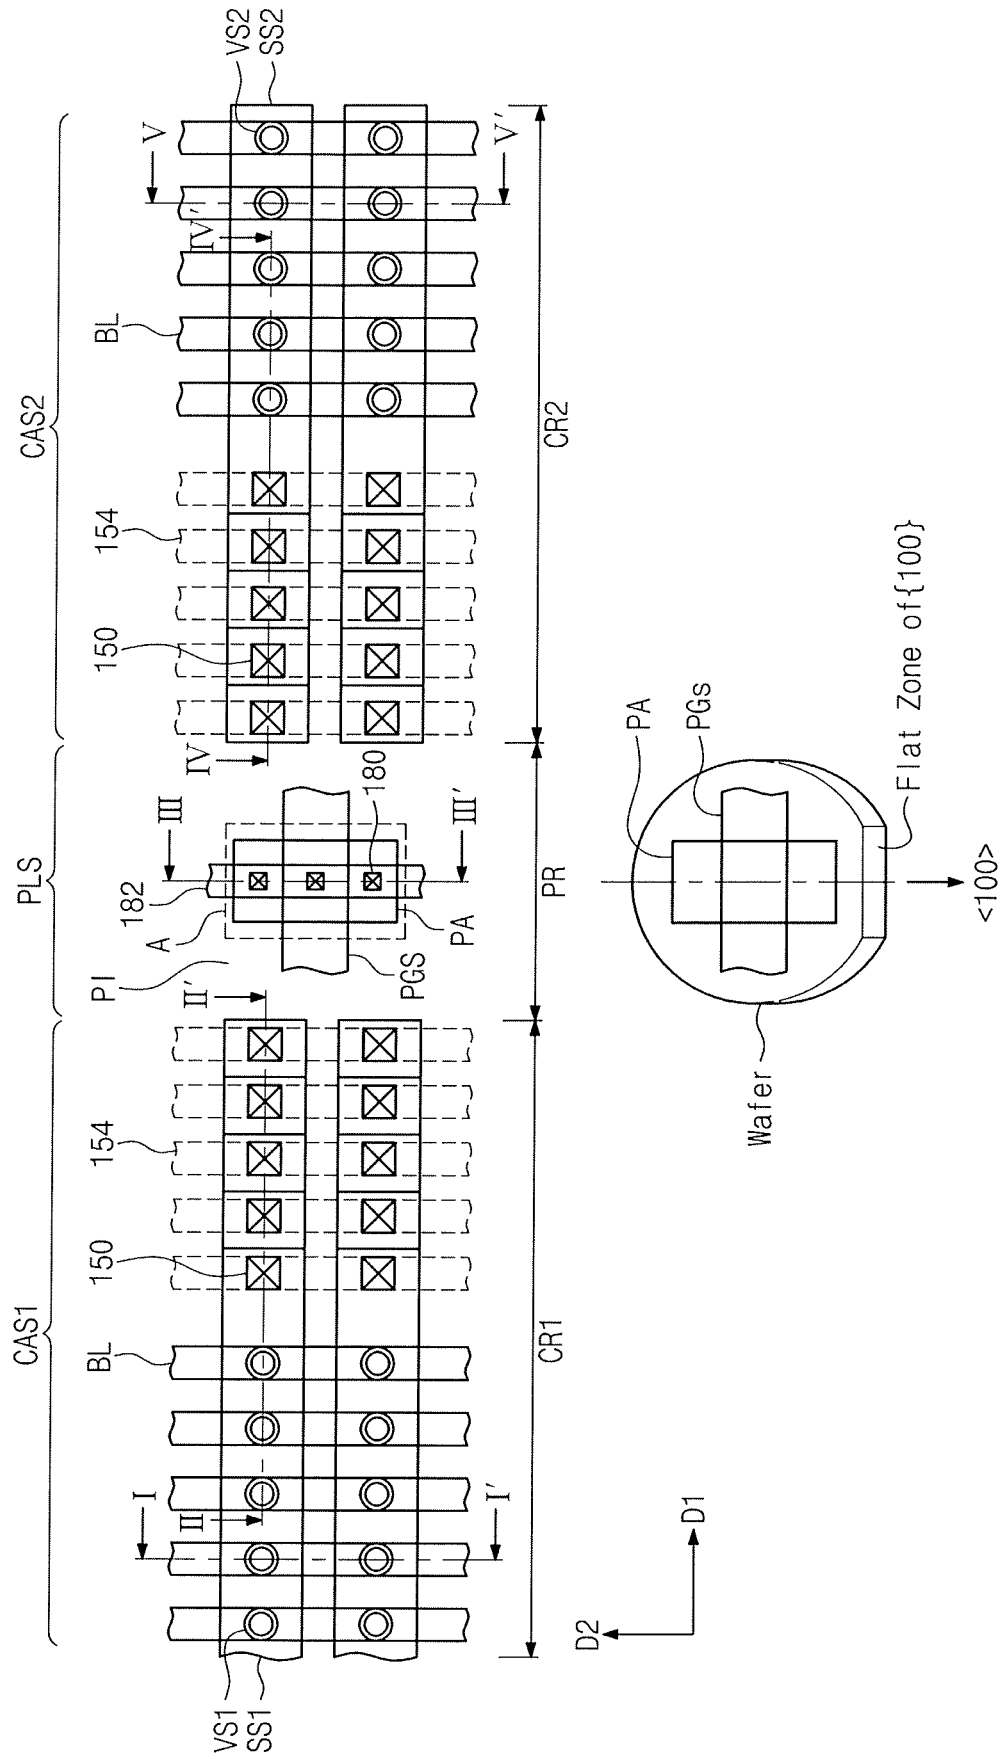 CAS1
PLS
CAS2
BL
150
154
PI
A
182
III
150
154
BL
I
II
II'
IV
IV'
V
VS2
SS2
VS1
SS1
PGS
PA
180
III'
I'
V'
CR1
PR
CR2
D2
D1
Wafer
PA
PGs
Flat Zone of{100}
<100>